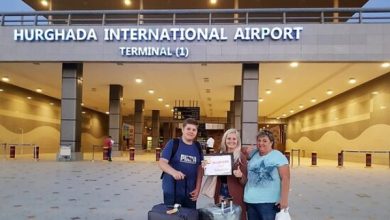 HURGHADA INTERNATIONAL AIRPORT
TERMINAL (1)